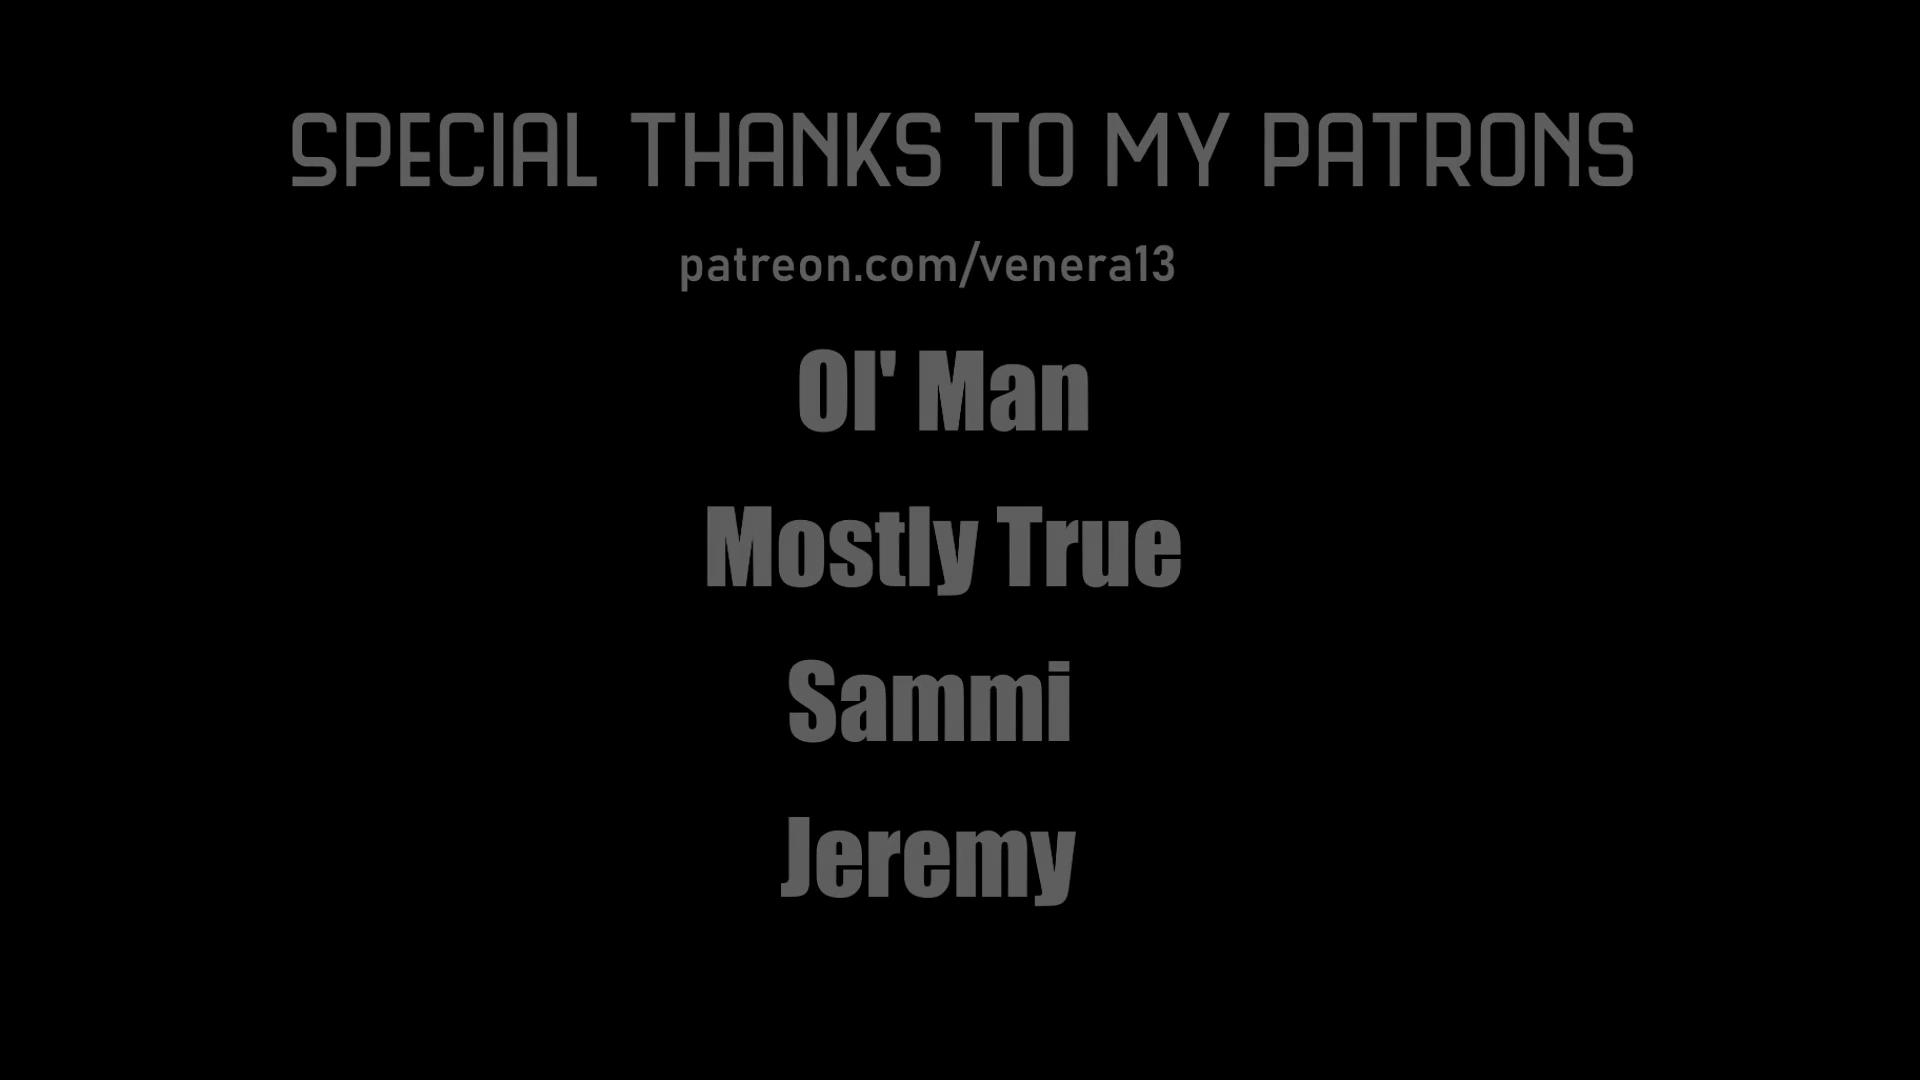 SPECIAL THANKS TO MY PATRONS
patreon.com/venera13
Ol' Man
Mostly True
Sammi
Jeremy